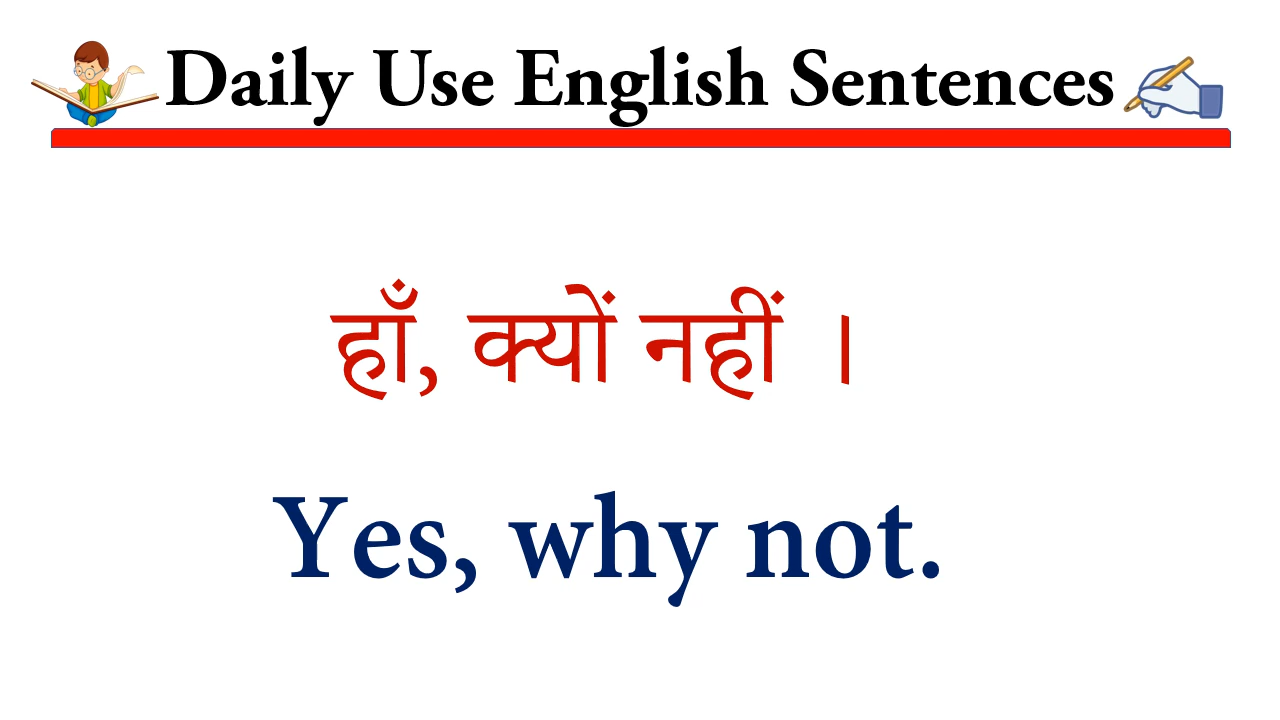 Daily Use English Sentences
हाँ, क्यों नहीं ।
Yes, why not.